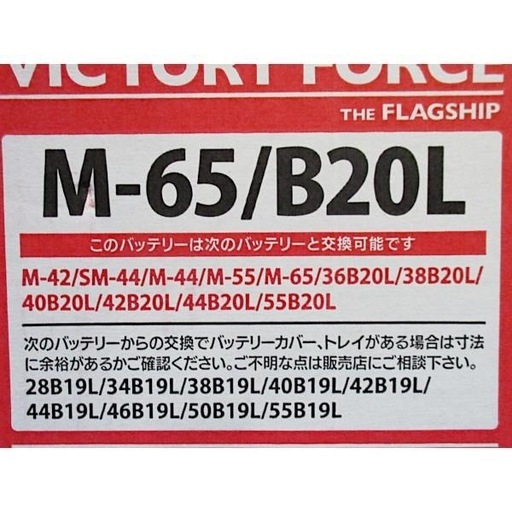 VICTORY FORCE
THE FLAGSHIP
M-65/B20L
このバッテリーは次のバッテリーと交換可能です
M-42/SM-44/M-44/M-55/M-65/36B20L/38B20L/
40B20L/42B20L/44B20L/55B20L
次のバッテリーからの交換でバッテリーカバー、トレイがある場合は寸法
に余裕があるかご確認ください。ご不明な点は販売店にご相談下さい。
28B19L/34B19L/38B19L/40B19L/42B19L/
44B19L/46B19L/50B19L/55B19L